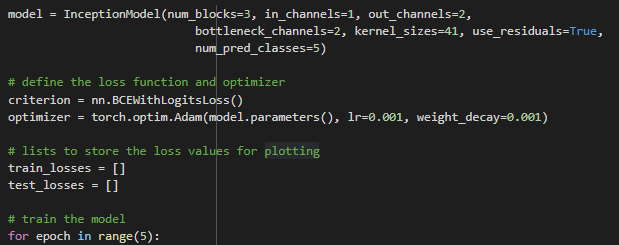 model = InceptionModel(num_blocks=3, in_channels=1, out_channels=2,
                       bottleneck_channels=2, kernel_sizes=41, use_residuals=True,
                       num_pred_classes=5)

# define the loss function and optimizer
criterion = nn.BCEWithLogitsLoss()
optimizer = torch.optim.Adam(model.parameters(), lr=0.001, weight_decay=0.001)

# lists to store the loss values for plotting
train_losses = []
test_losses = []

# train the model
for epoch in range(5):